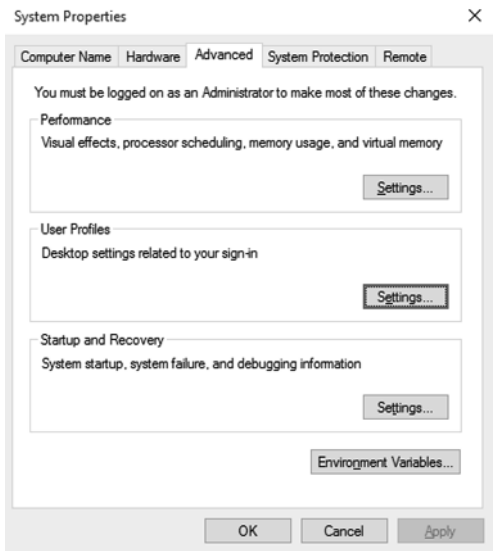 System Properties
Computer Name Hardware Advanced System Protection Remote
You must be logged on as an Administrator to make most of these changes.
Performance
Visual effects, processor scheduling, memory usage, and virtual memory
Settings...
User Profiles
Desktop settings related to your sign-in
Settings...
Startup and Recovery
System startup, system failure, and debugging information
Settings...
Environment Variables...
OK Cancel Apply